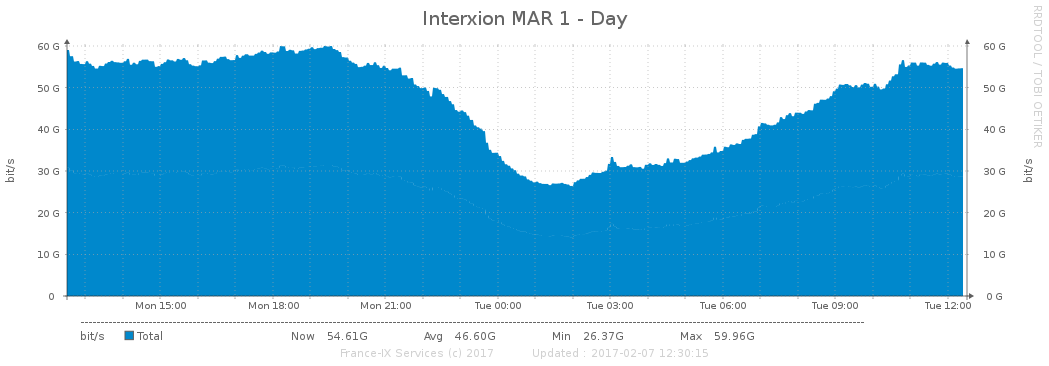 Interxion MAR 1 - Day
RRDTOOL / TOBI OETIKER
bit/s
bit/s
60 G 60 G
50 G 50 G
40 G 40 G
30 G 30 G
20 G 20 G
10 G 10 G
0 0 G
Mon 15:00 Mon 18:00 Mon 21:00 Tue 00:00 Tue 03:00 Tue 06:00 Tue 09:00 Tue 12:00
bit/s Total Now 54.61G Avg 46.60G Min 26.37G Max 59.96G
France-IX Services (c) 2017 Updated : 2017-02-07 12:30:15